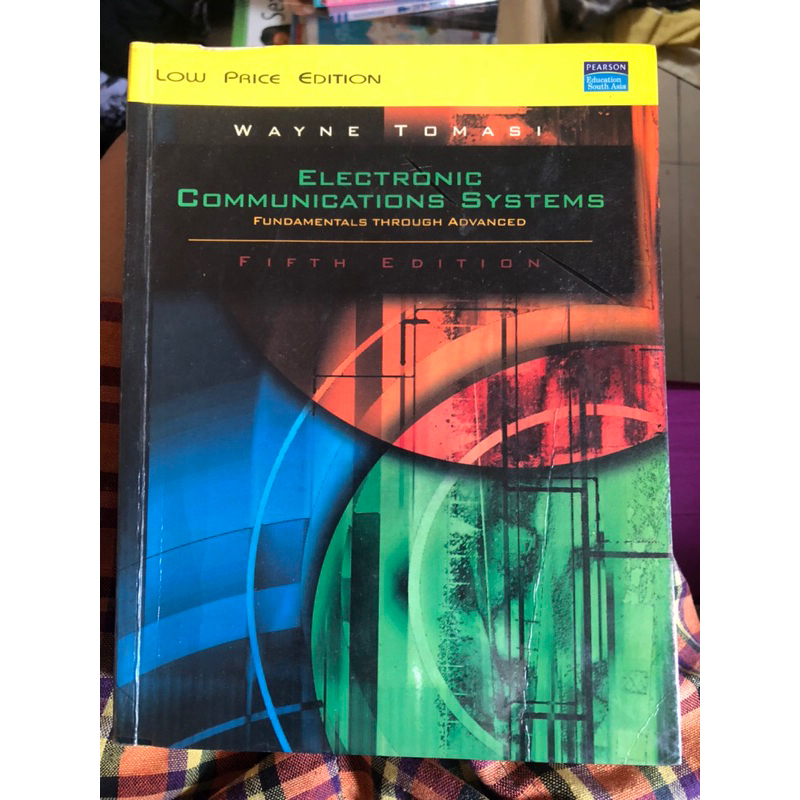 LOW PRICE EDITION
PEARSON
Education
South Asia
WAYNE TOMASI
ELECTRONIC
COMMUNICATIONS SYSTEMS
FUNDAMENTALS THROUGH ADVANCED
FIFTH EDITION